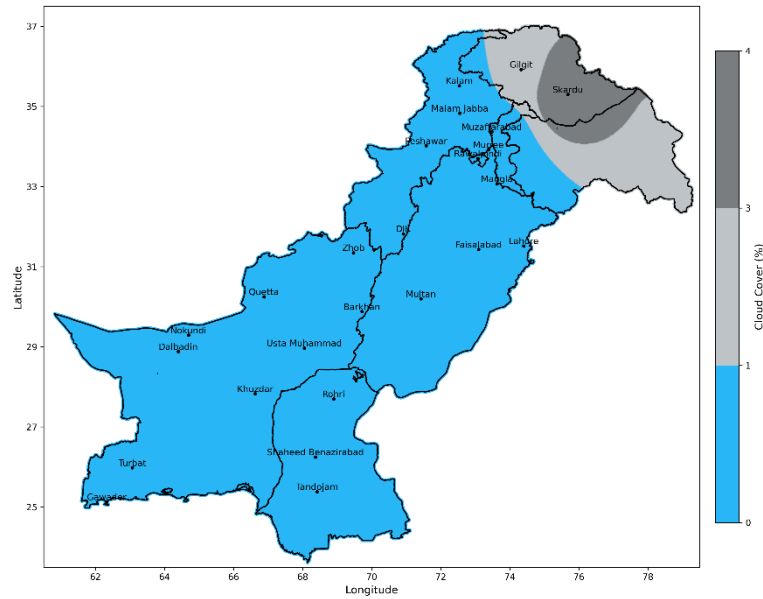 37
35
33
31
29
27
25
Latitude
62
64
66
68
70
72
74
76
78
Longitude
Gilgit
Skardu
Kalam
Malam Jabba
Muzaffarabad
Peshawar
Murree
Rawalpindi
Mangla
DIK
Zhob
Faisalabad
Lahore
Quetta
Barkhan
Multan
Nokundi
Dalbadin
Usta Muhammad
Khuzdar
Rohri
Shaheed Benazirabad
Turbat
Tandojam
Gawader
4
3
1
0
Cloud Cover (%)